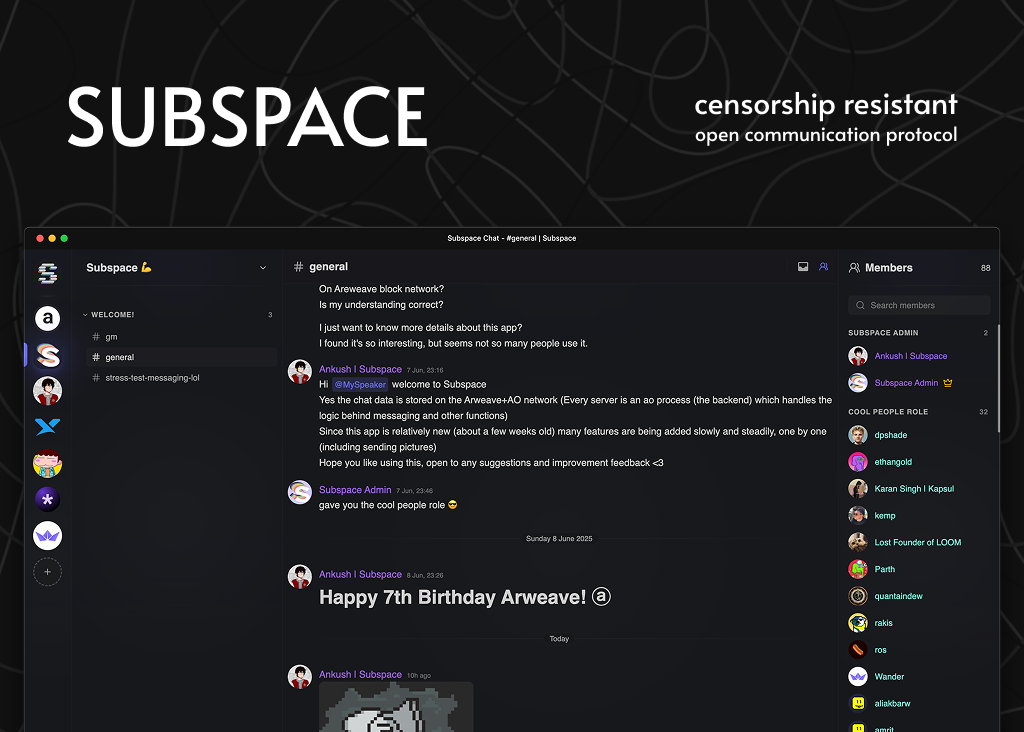 SUBSPACE
censorship resistant
open communication protocol
Subspace Chat - #general | Subspace
Subspace 💪
WELCOME!
3
# gm
# general
# stress-test-messaging-lol
# general
On Areweave block network?
Is my understanding correct?
I just want to know more details about this app?
I found it's so interesting, but seems not so many people use it.
Ankush | Subspace 7 Jun, 23:16
Hi @MySpeaker welcome to Subspace
Yes the chat data is stored on the Arweave+AO network (Every server is an ao process (the backend) which handles the
logic behind messaging and other functions)
Since this app is relatively new (about a few weeks old) many features are being added slowly and steadily, one by one
(including sending pictures)
Hope you like using this, open to any suggestions and improvement feedback <3
Subspace Admin 7 Jun, 23:46
gave you the cool people role 😎
Sunday 8 June 2025
Ankush | Subspace 8 Jun, 23:26
Happy 7th Birthday Arweave! ⓐ
Today
Ankush | Subspace 10h ago
Members
88
Search members
SUBSPACE ADMIN
2
Ankush | Subspace
Subspace Admin
COOL PEOPLE ROLE
32
dpshade
ethangold
Karan Singh | Kapsul
kemp
Lost Founder of LOOM
Parth
quantaindew
rakis
ros
Wander
aliakbarw
amrit